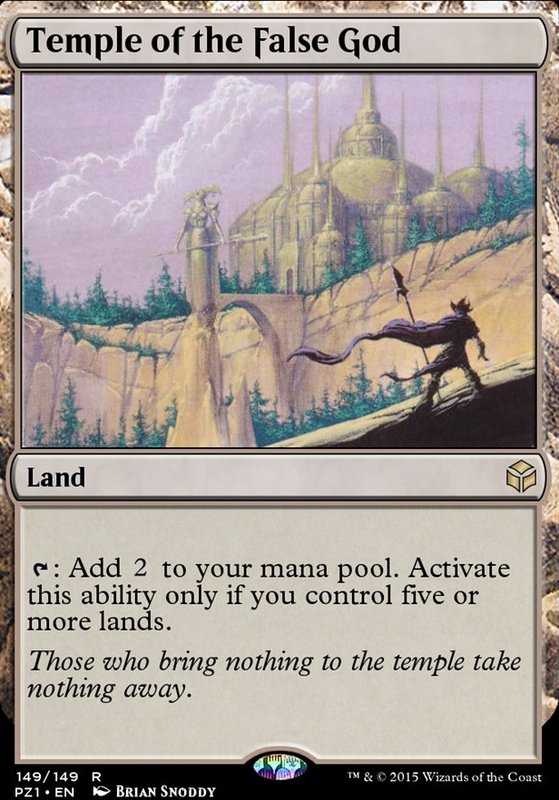 Temple of the False God
Land
: Add 2 to your mana pool. Activate
this ability only if you control five or
more lands.
Those who bring nothing to the temple take
nothing away.
149/149 R
PZ1 • EN Brian Snoddy
™ & © 2015 Wizards of the Coast